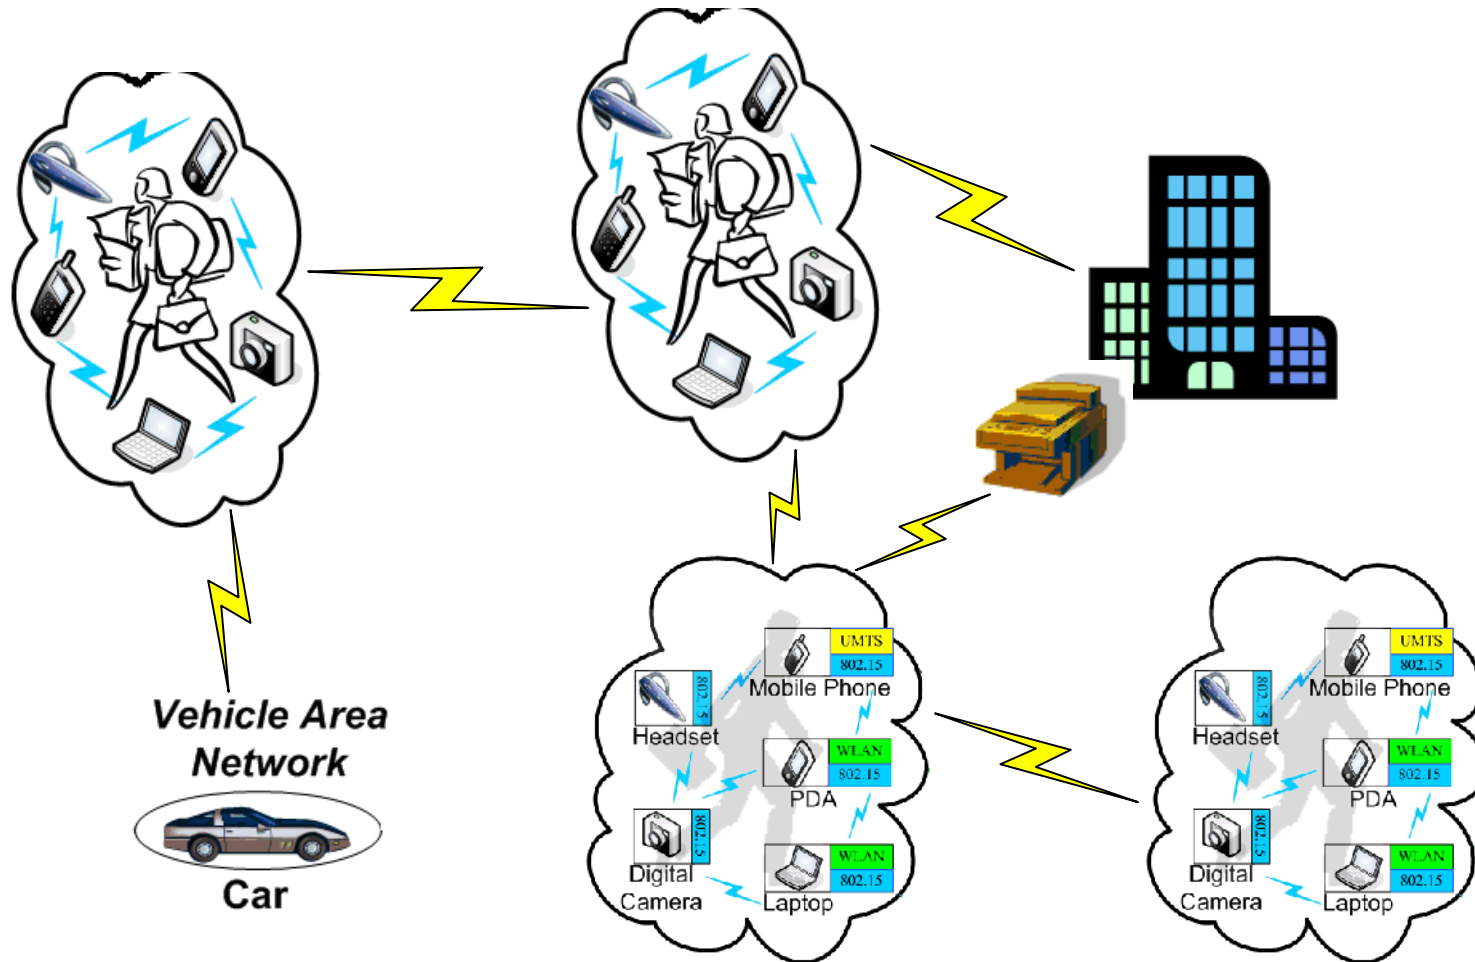 Vehicle Area
Network
Car
UMTS
802.15
Mobile Phone
802.15
Headset
WLAN
802.15
PDA
802.15
Digital
Camera
WLAN
802.15
Laptop
UMTS
802.15
Mobile Phone
802.15
Headset
WLAN
802.15
PDA
802.15
Digital
Camera
WLAN
802.15
Laptop